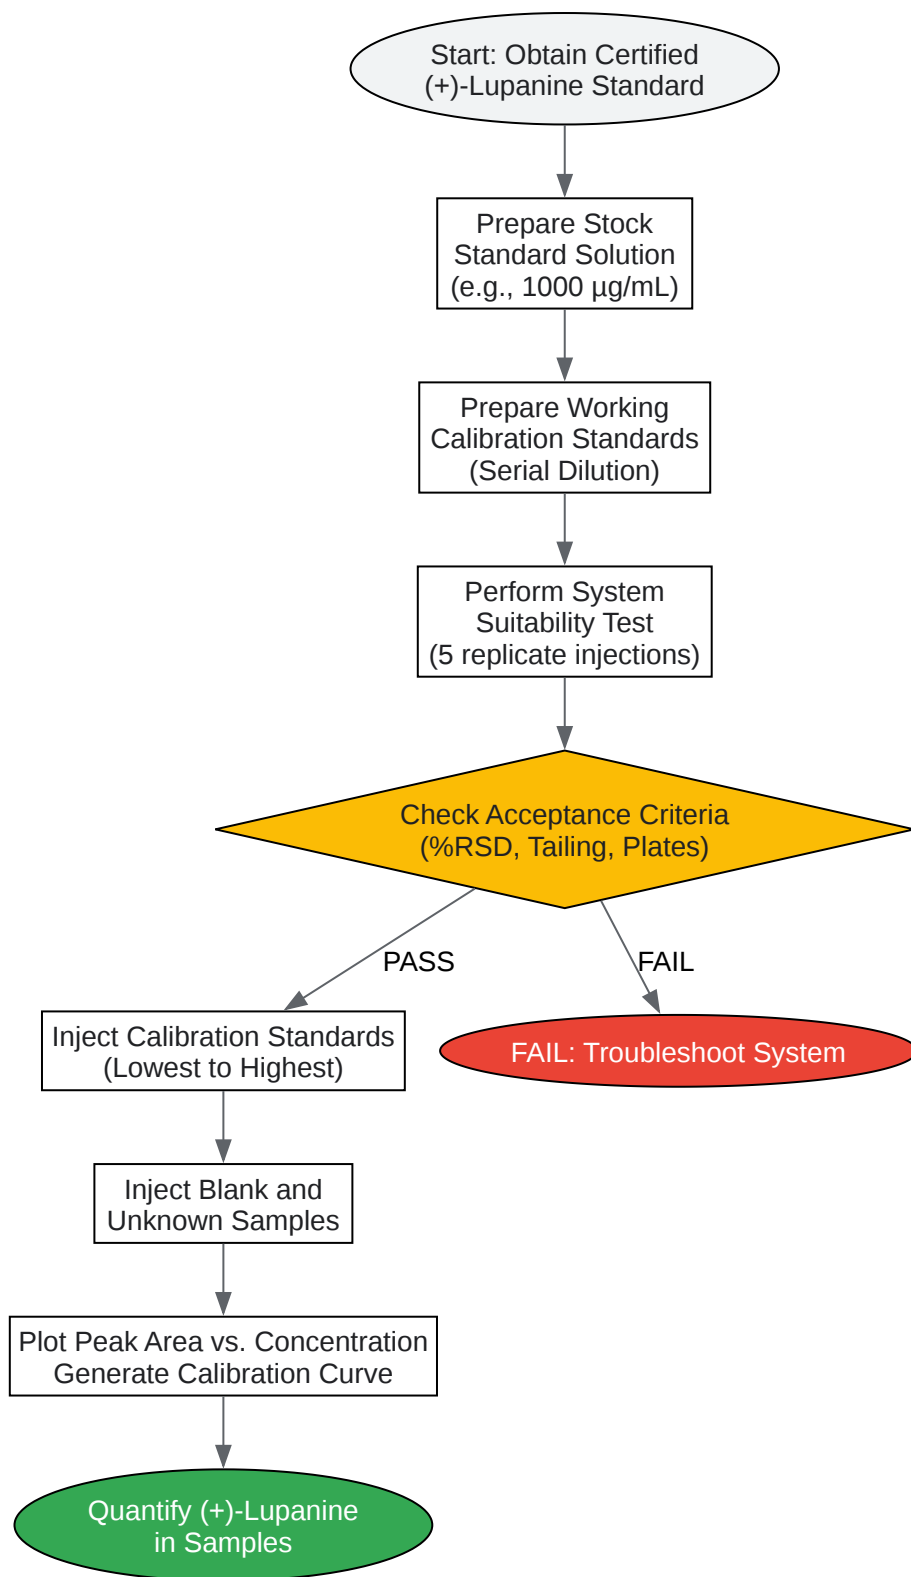 Start: Obtain Certified
(+)-Lupanine Standard
Prepare Stock
Standard Solution
(e.g., 1000 µg/mL)
Prepare Working
Calibration Standards
(Serial Dilution)
Perform System
Suitability Test
(5 replicate injections)
Check Acceptance Criteria
(%RSD, Tailing, Plates)
PASS
FAIL
Inject Calibration Standards
(Lowest to Highest)
FAIL: Troubleshoot System
Inject Blank and
Unknown Samples
Plot Peak Area vs. Concentration
Generate Calibration Curve
Quantify (+)-Lupanine
in Samples